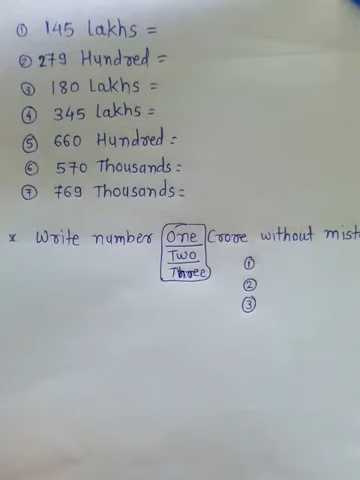 ① 145 Lakhs =
② 279 Hundred =
③ 180 Lakhs =
④ 345 Lakhs =
⑤ 660 Hundred =
⑥ 570 Thousands =
⑦ 769 Thousands =
* Write number One Crore without mist
Two
Three
①
②
③